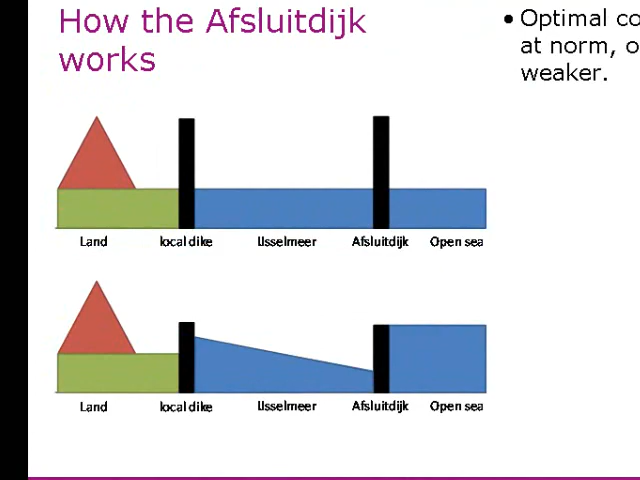 How the Afsluitdijk
works
• Optimal co
at norm, o
weaker.
Land local dike IJsselmeer Afsluitdijk Open sea
Land local dike IJsselmeer Afsluitdijk Open sea